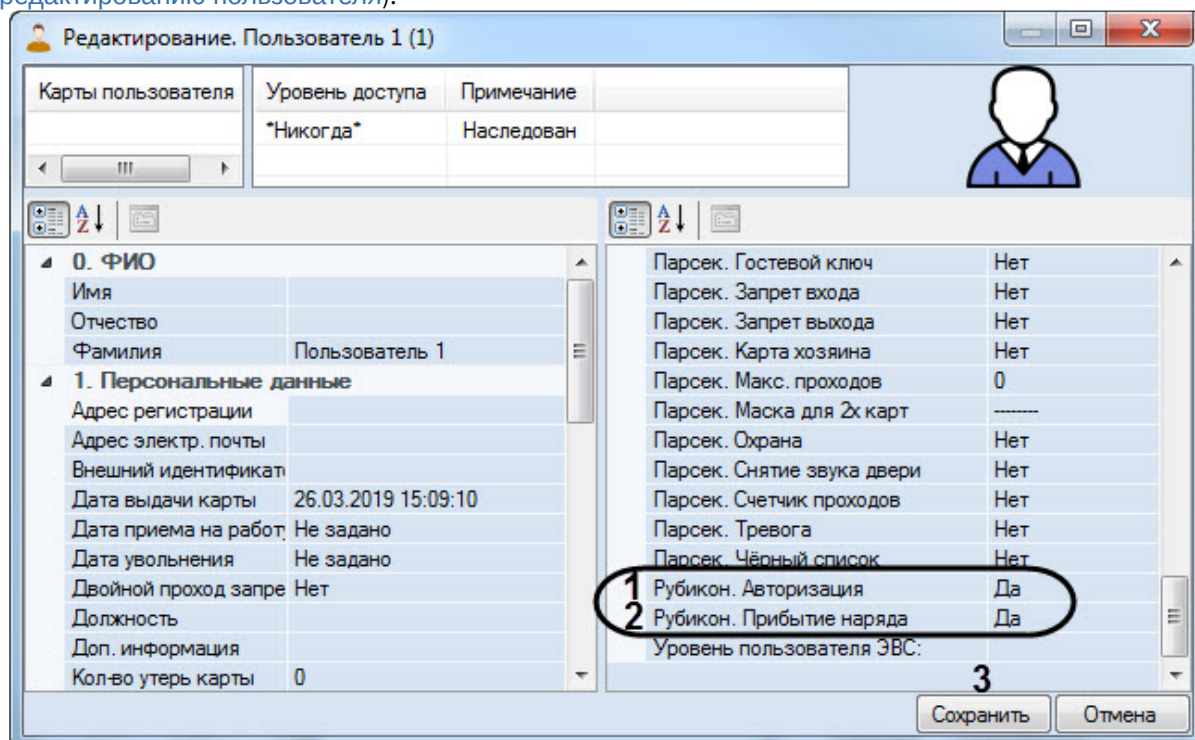 редактированию пользователя).
Редактирование. Пользователь 1 (1)
Карты пользователя Уровень доступа Примечание
*Никогда* Наследован
0. ФИО
Имя
Отчество
Фамилия Пользователь 1
1. Персональные данные
Адрес регистрации
Адрес электр. почты
Внешний идентификат
Дата выдачи карты 26.03.2019 15:09:10
Дата приема на работу Не задано
Дата увольнения Не задано
Двойной проход запре Нет
Должность
Доп. информация
Кол-во утерь карты 0
Парсек. Гостевой ключ Нет
Парсек. Запрет входа Нет
Парсек. Запрет выхода Нет
Парсек. Карта хозяина Нет
Парсек. Макс. проходов 0
Парсек. Маска для 2х карт --------
Парсек. Охрана Нет
Парсек. Снятие звука двери Нет
Парсек. Счетчик проходов Нет
Парсек. Тревога Нет
Парсек. Чёрный список Нет
1 Рубикон. Авторизация Да
2 Рубикон. Прибытие наряда Да
Уровень пользователя ЭВС:
3
Сохранить Отмена